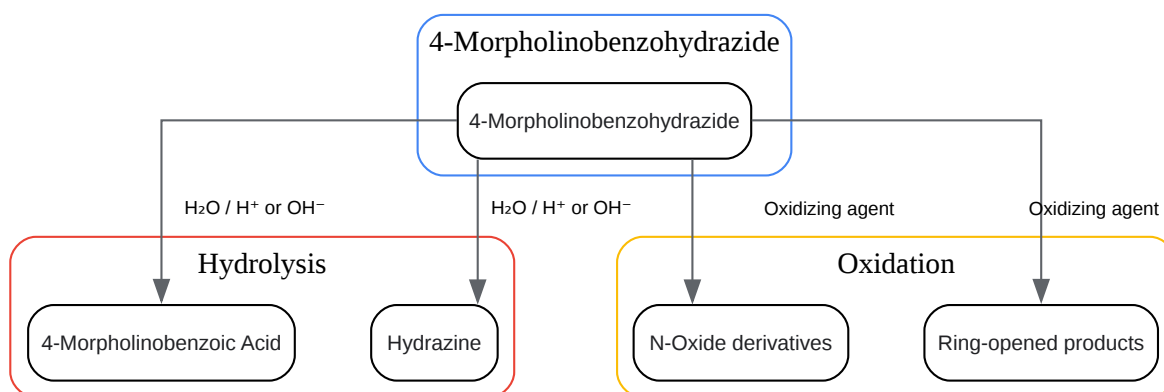 4-Morpholinobenzohydrazide
4-Morpholinobenzohydrazide
H₂O / H⁺ or OH⁻
H₂O / H⁺ or OH⁻
Oxidizing agent
Oxidizing agent
Hydrolysis
Oxidation
4-Morpholinobenzoic Acid
Hydrazine
N-Oxide derivatives
Ring-opened products